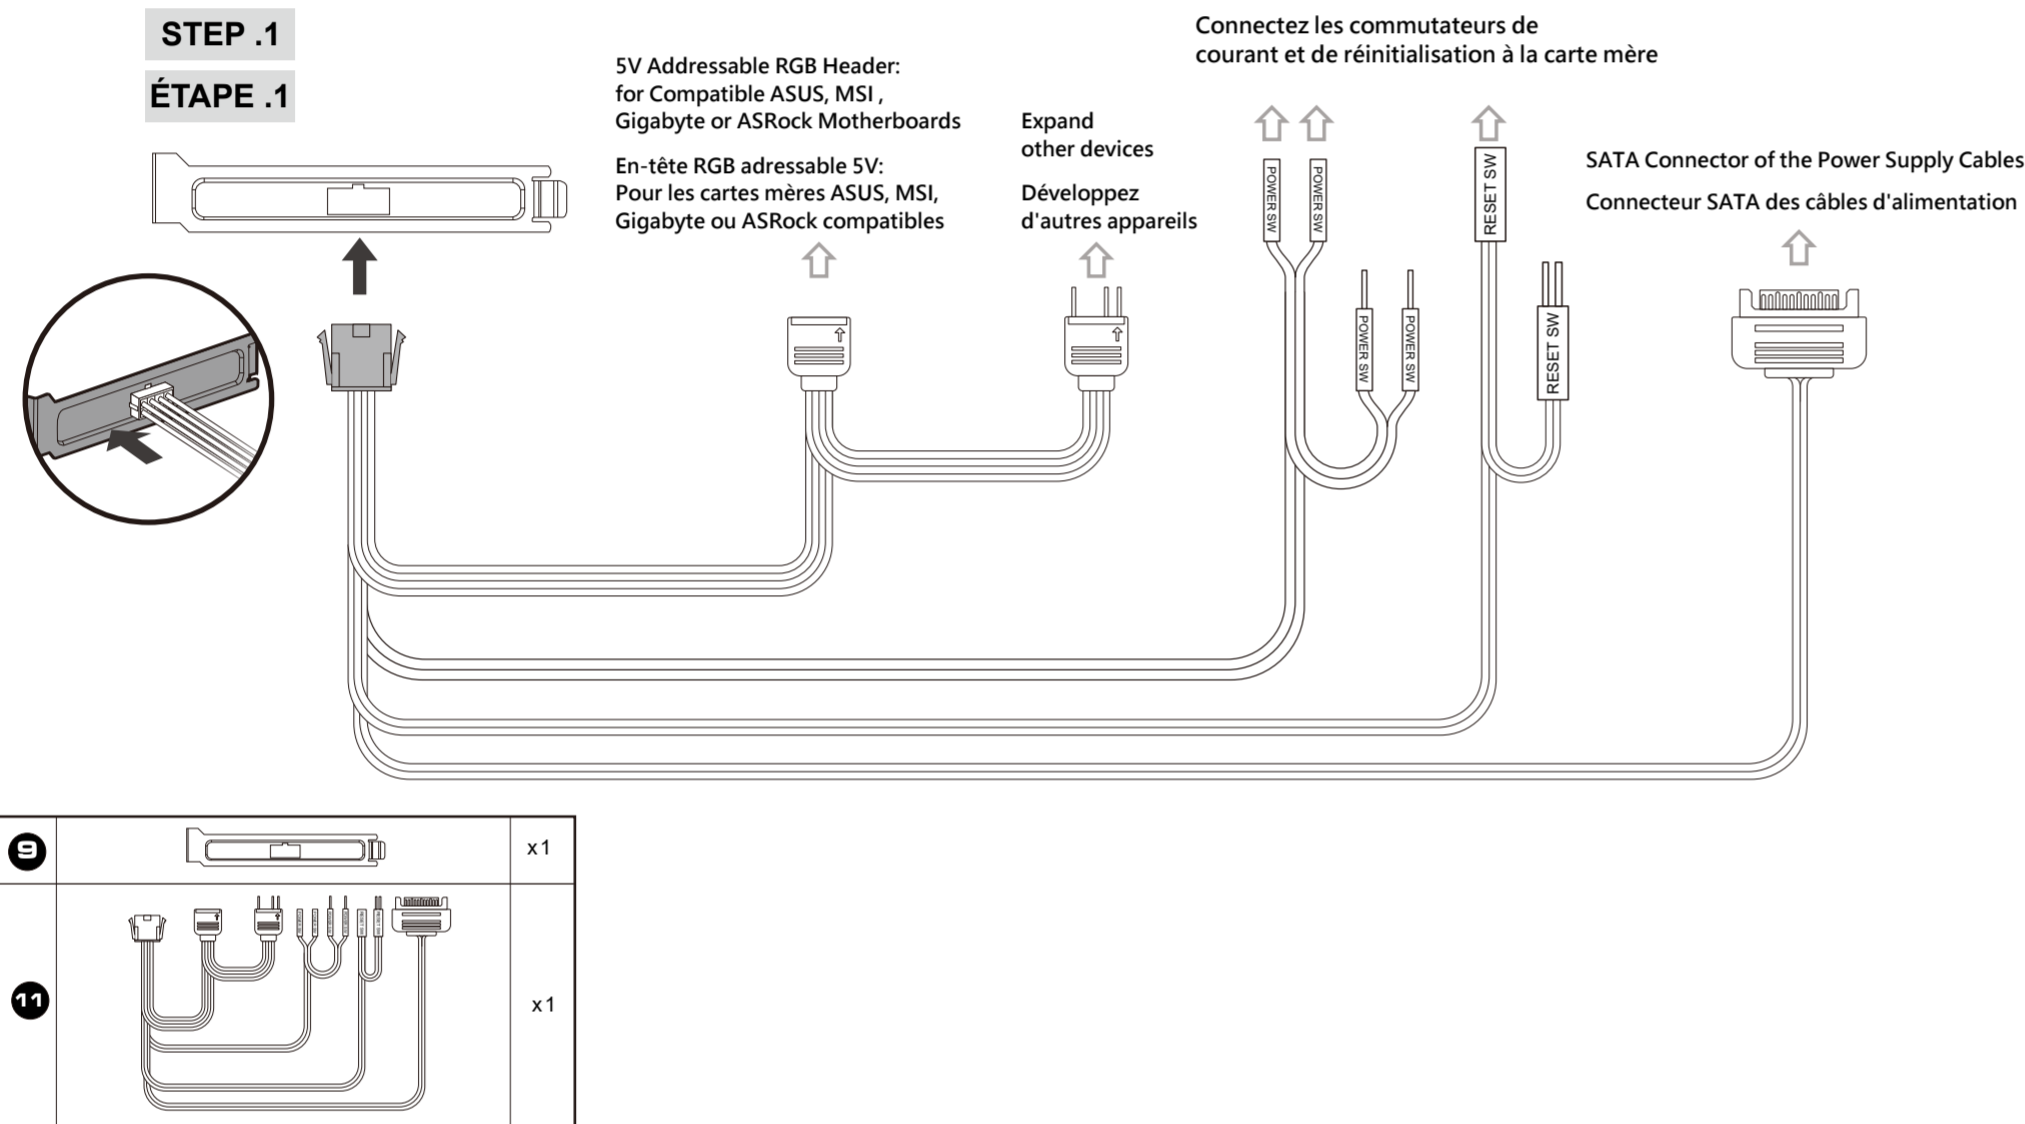 STEP .1
ÉTAPE .1
5V Addressable RGB Header:
for Compatible ASUS, MSI ,
Gigabyte or ASRock Motherboards
En-tête RGB adressable 5V:
Pour les cartes mères ASUS, MSI,
Gigabyte ou ASRock compatibles
Expand
other devices
Développez
d'autres appareils
Connectez les commutateurs de
courant et de réinitialisation à la carte mère
SATA Connector of the Power Supply Cables
Connecteur SATA des câbles d'alimentation
POWER SW
POWER SW
POWER SW
POWER SW
RESET SW
RESET SW
9
x1
11
x1